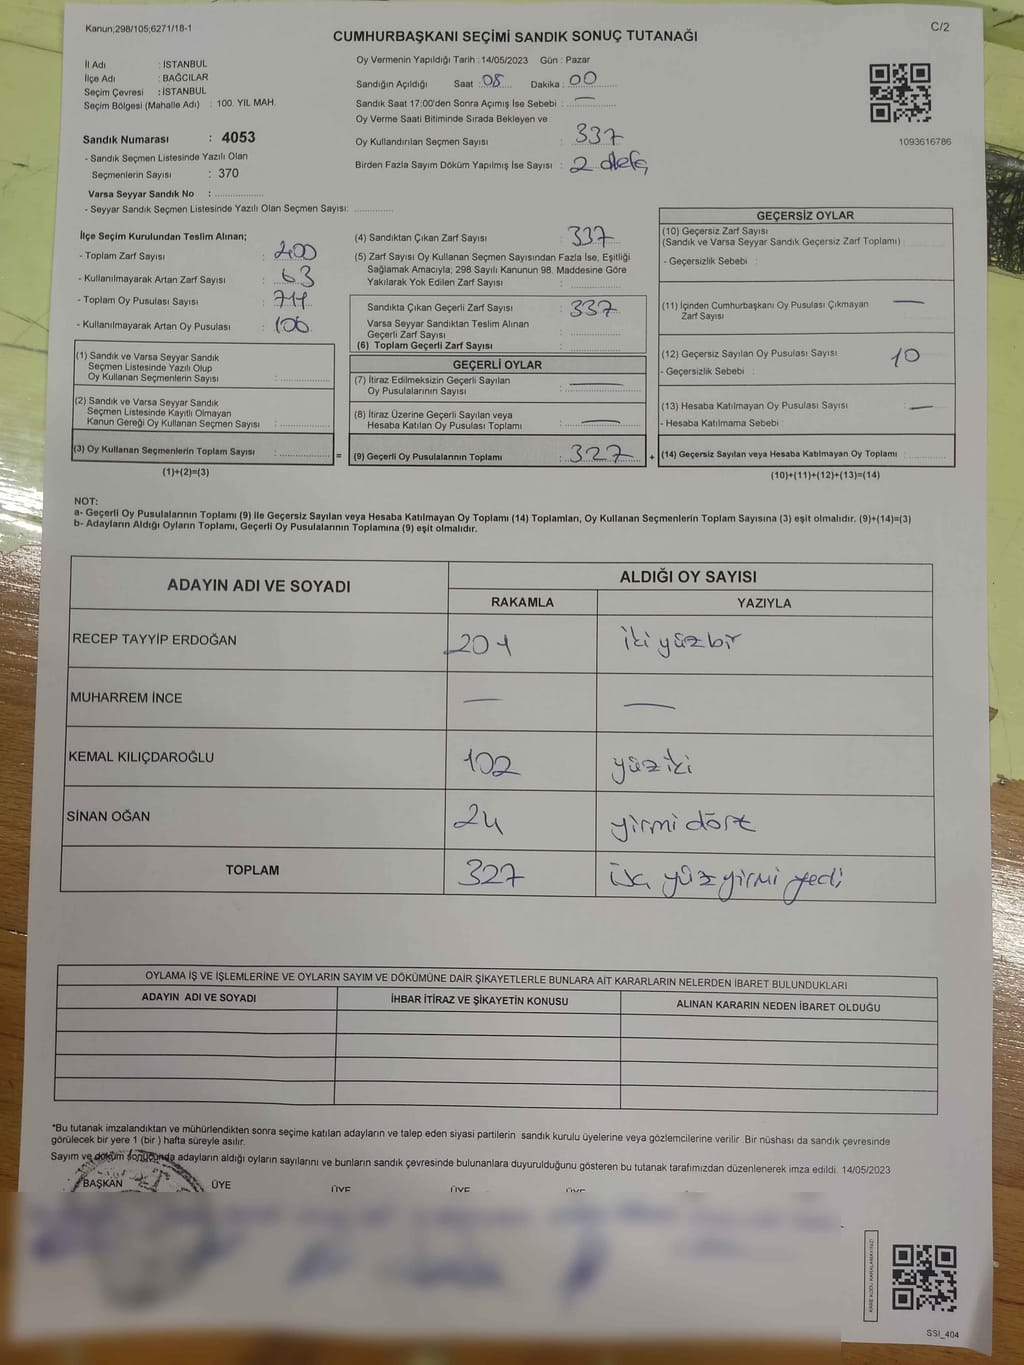 Kanun;298/105;6271/18-1
C/2
CUMHURBAŞKANI SEÇİMİ SANDIK SONUÇ TUTANAĞI
İl Adı : İSTANBUL
İlçe Adı : BAĞCILAR
Seçim Çevresi : İSTANBUL
Seçim Bölgesi (Mahalle Adı) : 100. YIL MAH.
Sandık Numarası : 4053
- Sandık Seçmen Listesinde Yazılı Olan
Seçmenlerin Sayısı : 370
Varsa Seyyar Sandık No :
- Seyyar Sandık Seçmen Listesinde Yazılı Olan Seçmen Sayısı:
Oy Vermenin Yapıldığı Tarih : 14/05/2023 Gün : Pazar
Sandığın Açıldığı Saat : 08 Dakika : 00
Sandık Saat 17:00'den Sonra Açımış İse Sebebi : —
Oy Verme Saati Bitiminde Sırada Bekleyen ve
Oy Kullandırılan Seçmen Sayısı : 337
Birden Fazla Sayım Döküm Yapılmış İse Sayısı : 2 defa
1093616786
İlçe Seçim Kurulundan Teslim Alınan;
- Toplam Zarf Sayısı : 400
- Kullanılmayarak Artan Zarf Sayısı : 63
- Toplam Oy Pusulası Sayısı :
- Kullanılmayarak Artan Oy Pusulası :
(1) Sandık ve Varsa Seyyar Sandık
Seçmen Listesinde Yazılı Olup
Oy Kullanan Seçmenlerin Sayısı :
(2) Sandık ve Varsa Seyyar Sandık
Seçmen Listesinde Kayıtlı Olmayan
Kanun Gereği Oy Kullanan Seçmen Sayısı :
(3) Oy Kullanan Seçmenlerin Toplam Sayısı : =
(1)+(2)=(3)
(4) Sandıktan Çıkan Zarf Sayısı : 337
(5) Zarf Sayısı Oy Kullanan Seçmen Sayısından Fazla İse, Eşitliği
Sağlamak Amacıyla; 298 Sayılı Kanunun 98. Maddesine Göre
Yakılarak Yok Edilen Zarf Sayısı :
Sandıkta Çıkan Geçerli Zarf Sayısı : 337
Varsa Seyyar Sandıktan Teslim Alınan
Geçerli Zarf Sayısı :
(6) Toplam Geçerli Zarf Sayısı :
GEÇERLİ OYLAR
(7) İtiraz Edilmeksizin Geçerli Sayılan
Oy Pusulalarının Sayısı : —
(8) İtiraz Üzerine Geçerli Sayılan veya
Hesaba Katılan Oy Pusulası Toplamı : —
(9) Geçerli Oy Pusulalarının Toplamı : 327 +
GEÇERSİZ OYLAR
(10) Geçersiz Zarf Sayısı
(Sandık ve Varsa Seyyar Sandık Geçersiz Zarf Toplamı)
- Geçersizlik Sebebi :
(11) İçinden Cumhurbaşkanı Oy Pusulası Çıkmayan
Zarf Sayısı —
(12) Geçersiz Sayılan Oy Pusulası Sayısı 10
- Geçersizlik Sebebi :
(13) Hesaba Katılmayan Oy Pusulası Sayısı : —
- Hesaba Katılmama Sebebi
(14) Geçersiz Sayılan veya Hesaba Katılmayan Oy Toplamı :
(10)+(11)+(12)+(13)=(14)
NOT:
a- Geçerli Oy Pusulalarının Toplamı (9) İle Geçersiz Sayılan veya Hesaba Katılmayan Oy Toplamı (14) Toplamları, Oy Kullanan Seçmenlerin Toplam Sayısına (3) eşit olmalıdır. (9)+(14)=(3)
b- Adayların Aldığı Oyların Toplamı, Geçerli Oy Pusulalarının Toplamına (9) eşit olmalıdır.
ADAYIN ADI VE SOYADI
ALDIĞI OY SAYISI
RAKAMLA YAZIYLA
RECEP TAYYİP ERDOĞAN 201 iki yüz bir
MUHARREM İNCE — —
KEMAL KILIÇDAROĞLU 102 yüz iki
SİNAN OĞAN 24 yirmi dört
TOPLAM 327 yüz yirmi yedi
OYLAMA İŞ VE İŞLEMLERİNE VE OYLARIN SAYIM VE DÖKÜMÜNE DAİR ŞİKAYETLERLE BUNLARA AİT KARARLARIN NELERDEN İBARET BULUNDUKLARI
ADAYIN ADI VE SOYADI İHBAR İTİRAZ VE ŞİKAYETİN KONUSU ALINAN KARARIN NEDEN İBARET OLDUĞU
*Bu tutanak imzalandıktan ve mühürlendikten sonra seçime katılan adayların ve talep eden siyasi partilerin sandık kurulu üyelerine veya gözlemcilerine verilir .Bir nüshası da sandık çevresinde
görülecek bir yere 1 (bir ) hafta süreyle asılır.
Sayım ve döküm sonucunda adayların aldığı oyların sayılarını ve bunların sandık çevresinde bulunanlara duyurulduğunu gösteren bu tutanak tarafımızdan düzenlenerek imza edildi. 14/05/2023
BAŞKAN ÜYE ÜYE ÜYE ÜYE
SSI_404